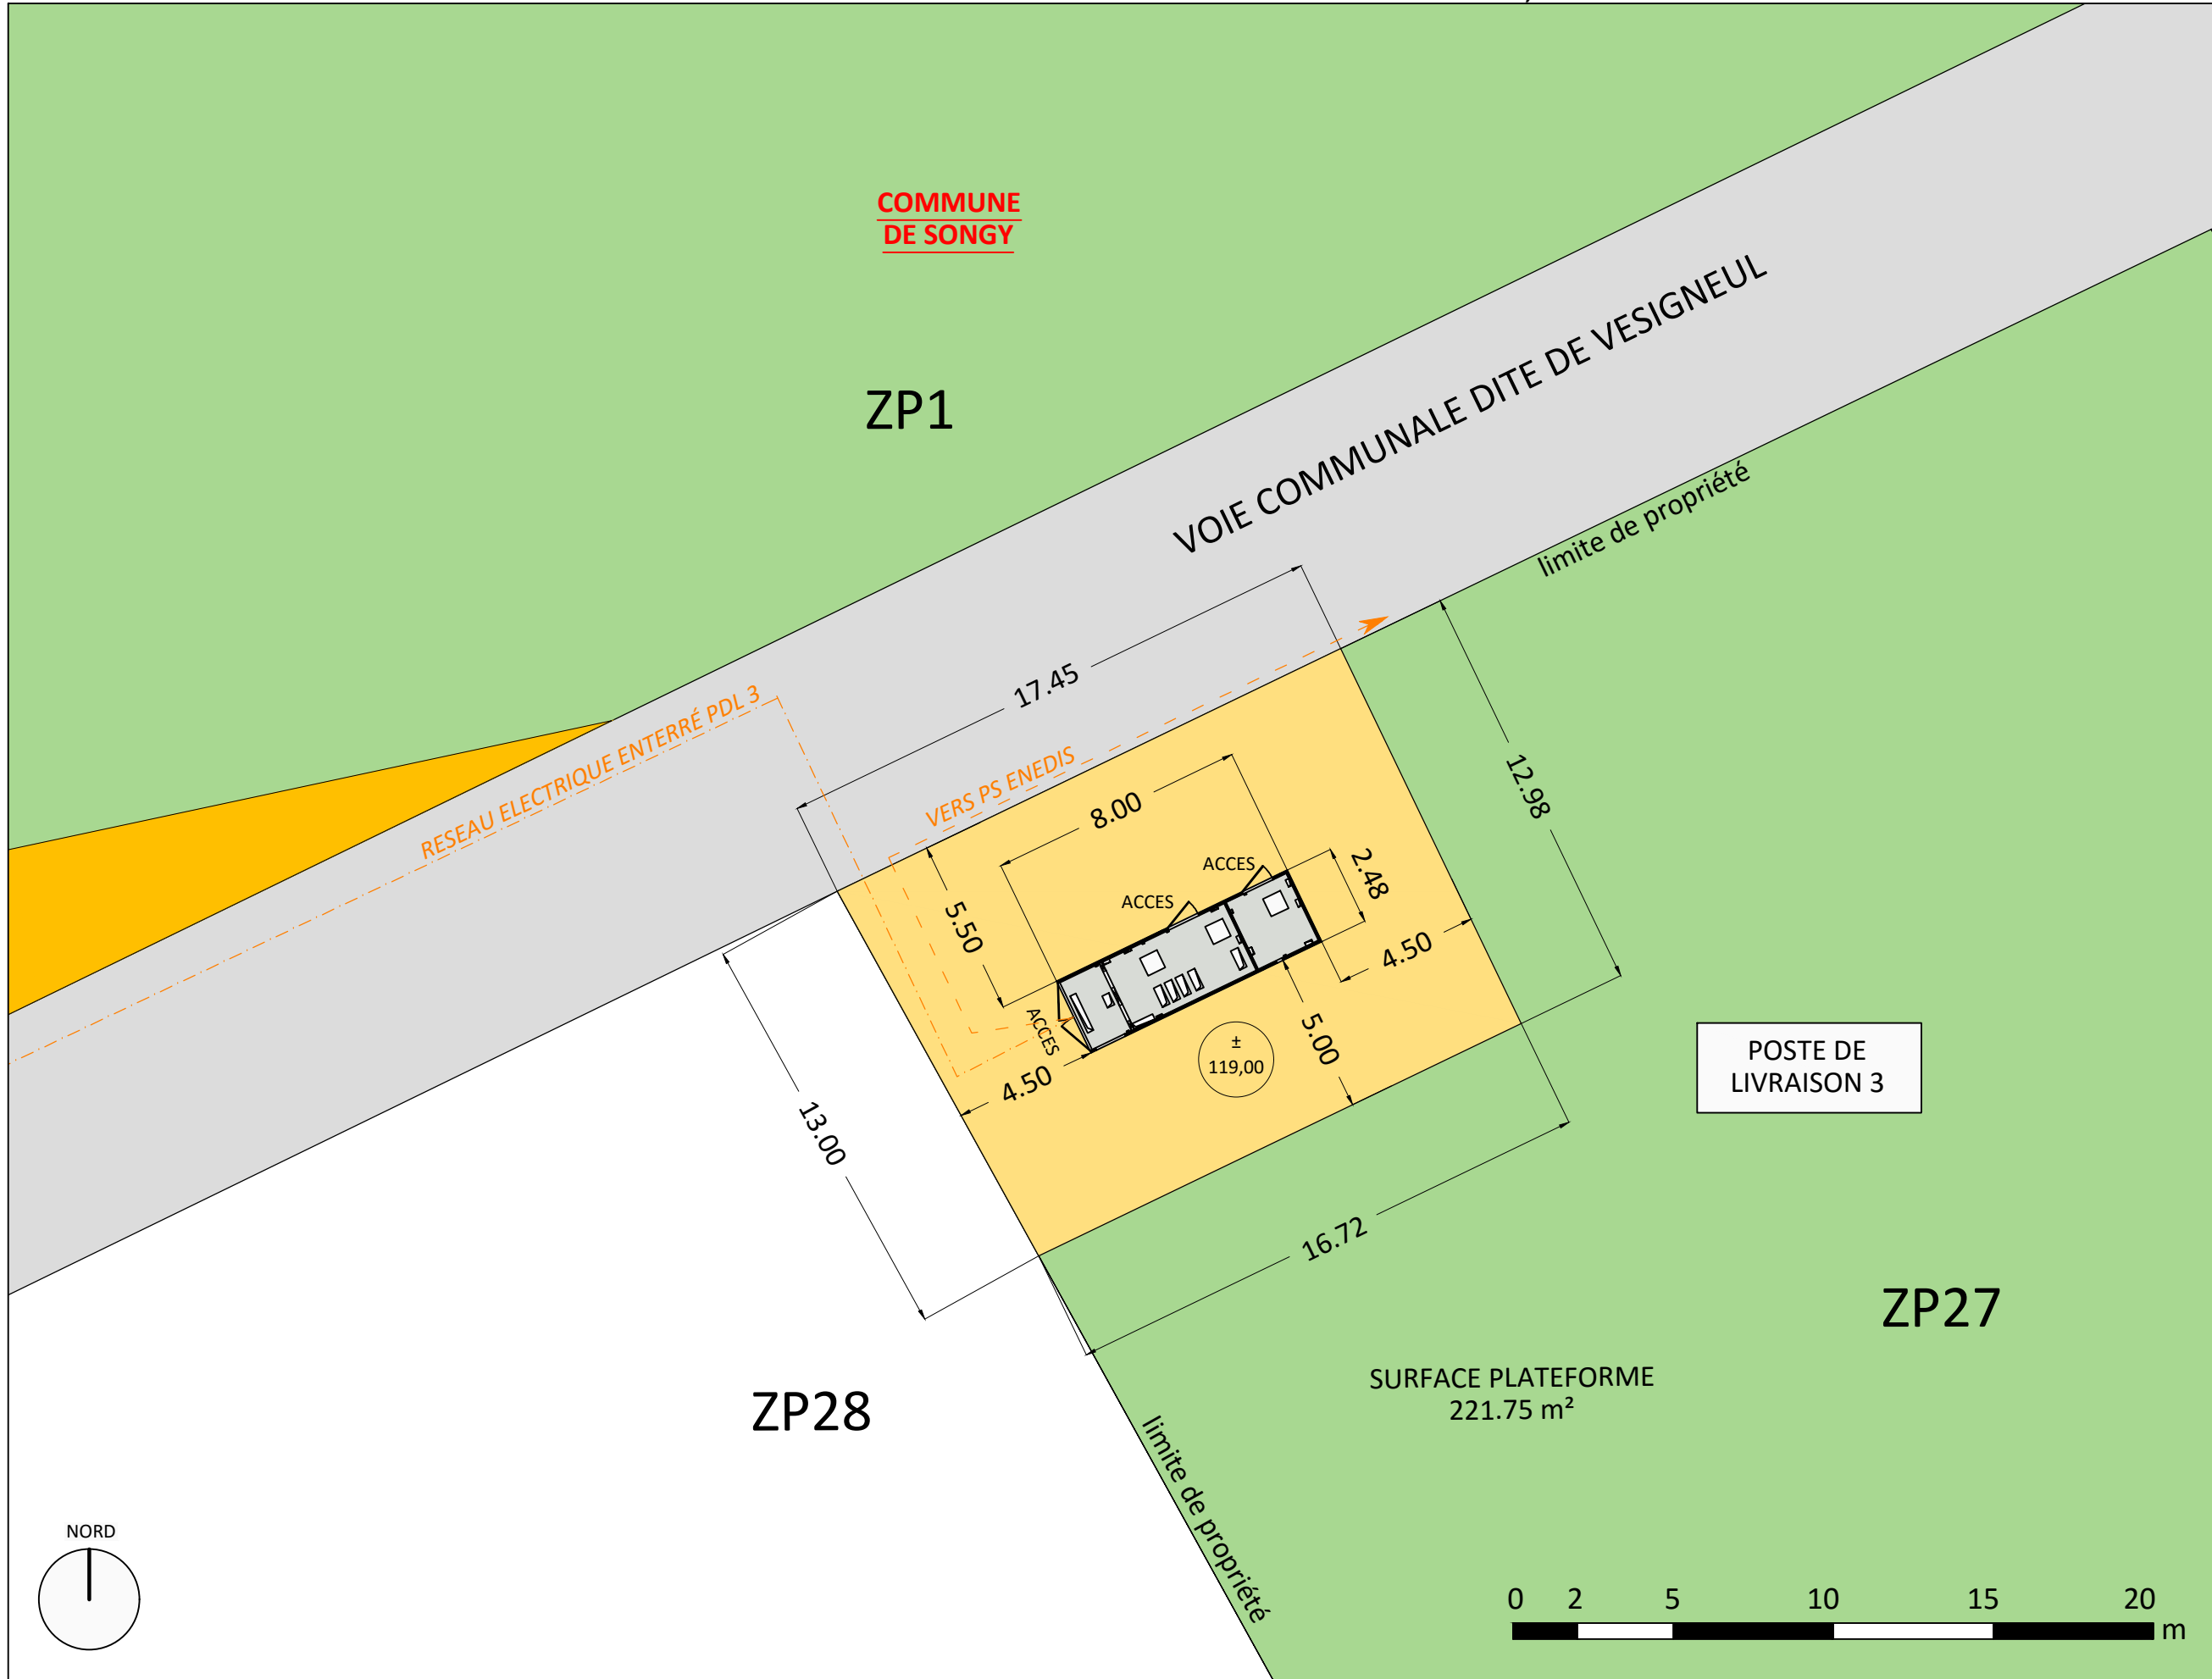 COMMUNE
DE SONGY
ZP1
VOIE COMMUNALE DITE DE VESIGNEUL
limite de propriété
17.45
RESEAU ELECTRIQUE ENTERRÉ PDL 3
VERS PS ENEDIS
8.00
12.98
ACCES
2.48
ACCES
5.50
4.50
ACCES
5.00
±
119,00
4.50
POSTE DE
LIVRAISON 3
13.00
16.72
ZP27
SURFACE PLATEFORME
221.75 m²
ZP28
limite de propriété
NORD
0 2 5 10 15 20
m